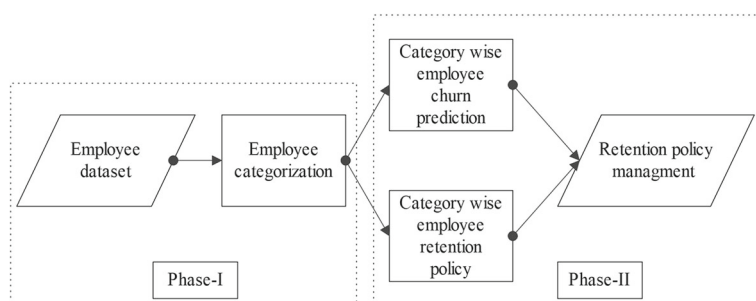 Employee
dataset
Employee
categorization
Category wise
employee
churn
prediction
Category wise
employee
retention
policy
Retention policy
managment
Phase-I
Phase-II